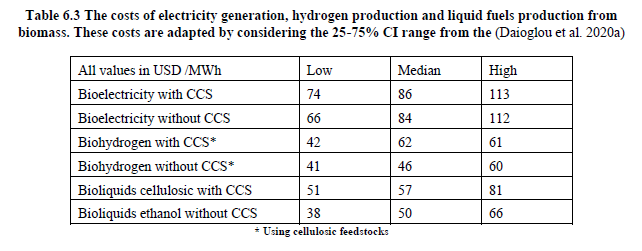 Table 6.3 The costs of electricity generation, hydrogen production and liquid fuels production from
biomass. These costs are adapted by considering the 25-75% CI range from the (Daioglou et al. 2020a)
All values in USD /MWh Low Median High
Bioelectricity with CCS 74 86 113
Bioelectricity without CCS 66 84 112
Biohydrogen with CCS* 42 62 61
Biohydrogen without CCS* 41 46 60
Bioliquids cellulosic with CCS 51 57 81
Bioliquids ethanol without CCS 38 50 66
* Using cellulosic feedstocks